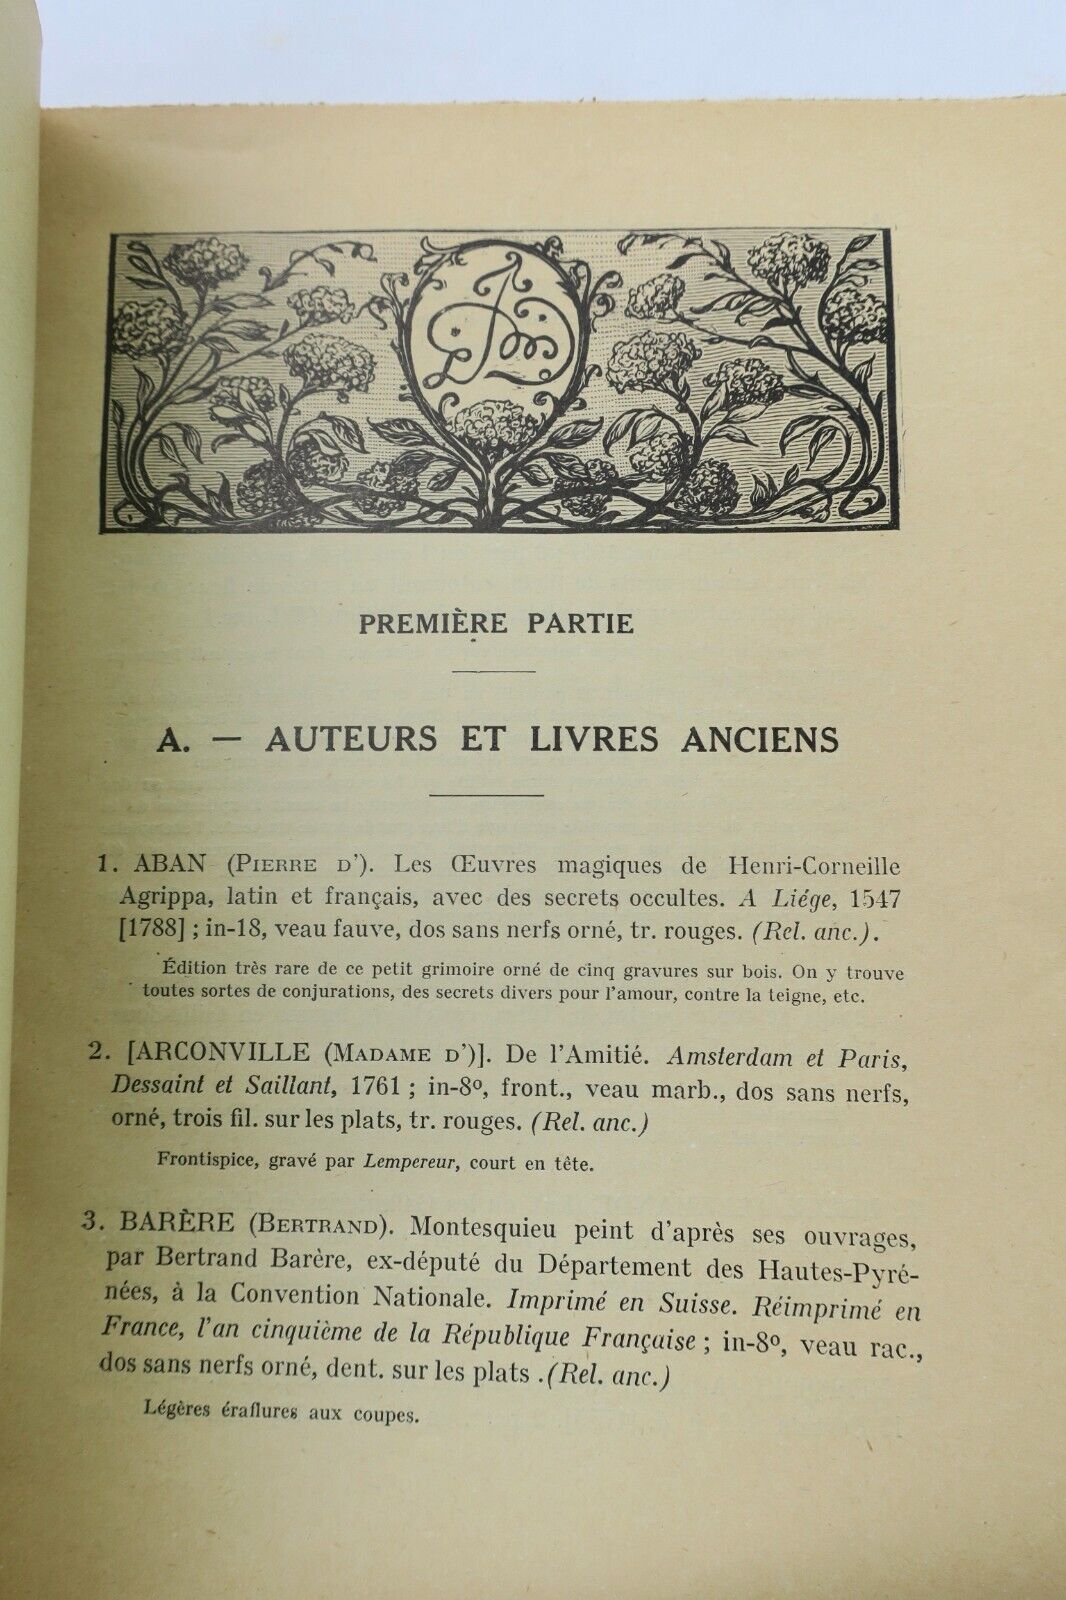 PREMIÈRE PARTIE
A. — AUTEURS ET LIVRES ANCIENS
1. ABAN (PIERRE D'). Les Œuvres magiques de Henri-Corneille
Agrippa, latin et français, avec des secrets occultes. A Liége, 1547
[1788] ; in-18, veau fauve, dos sans nerfs orné, tr. rouges. (Rel. anc.).
Édition très rare de ce petit grimoire orné de cinq gravures sur bois. On y trouve
toutes sortes de conjurations, des secrets divers pour l'amour, contre la teigne, etc.
2. [ARCONVILLE (MADAME D')]. De l'Amitié. Amsterdam et Paris,
Dessaint et Saillant, 1761 ; in-8º, front., veau marb., dos sans nerfs,
orné, trois fil. sur les plats, tr. rouges. (Rel. anc.)
Frontispice, gravé par Lempereur, court en tête.
3. BARÈRE (BERTRAND). Montesquieu peint d'après ses ouvrages,
par Bertrand Barère, ex-député du Département des Hautes-Pyré-
nées, à la Convention Nationale. Imprimé en Suisse. Réimprimé en
France, l'an cinquième de la République Française ; in-8º, veau rac.,
dos sans nerfs orné, dent. sur les plats .(Rel. anc.)
Légères éraflures aux coupes.